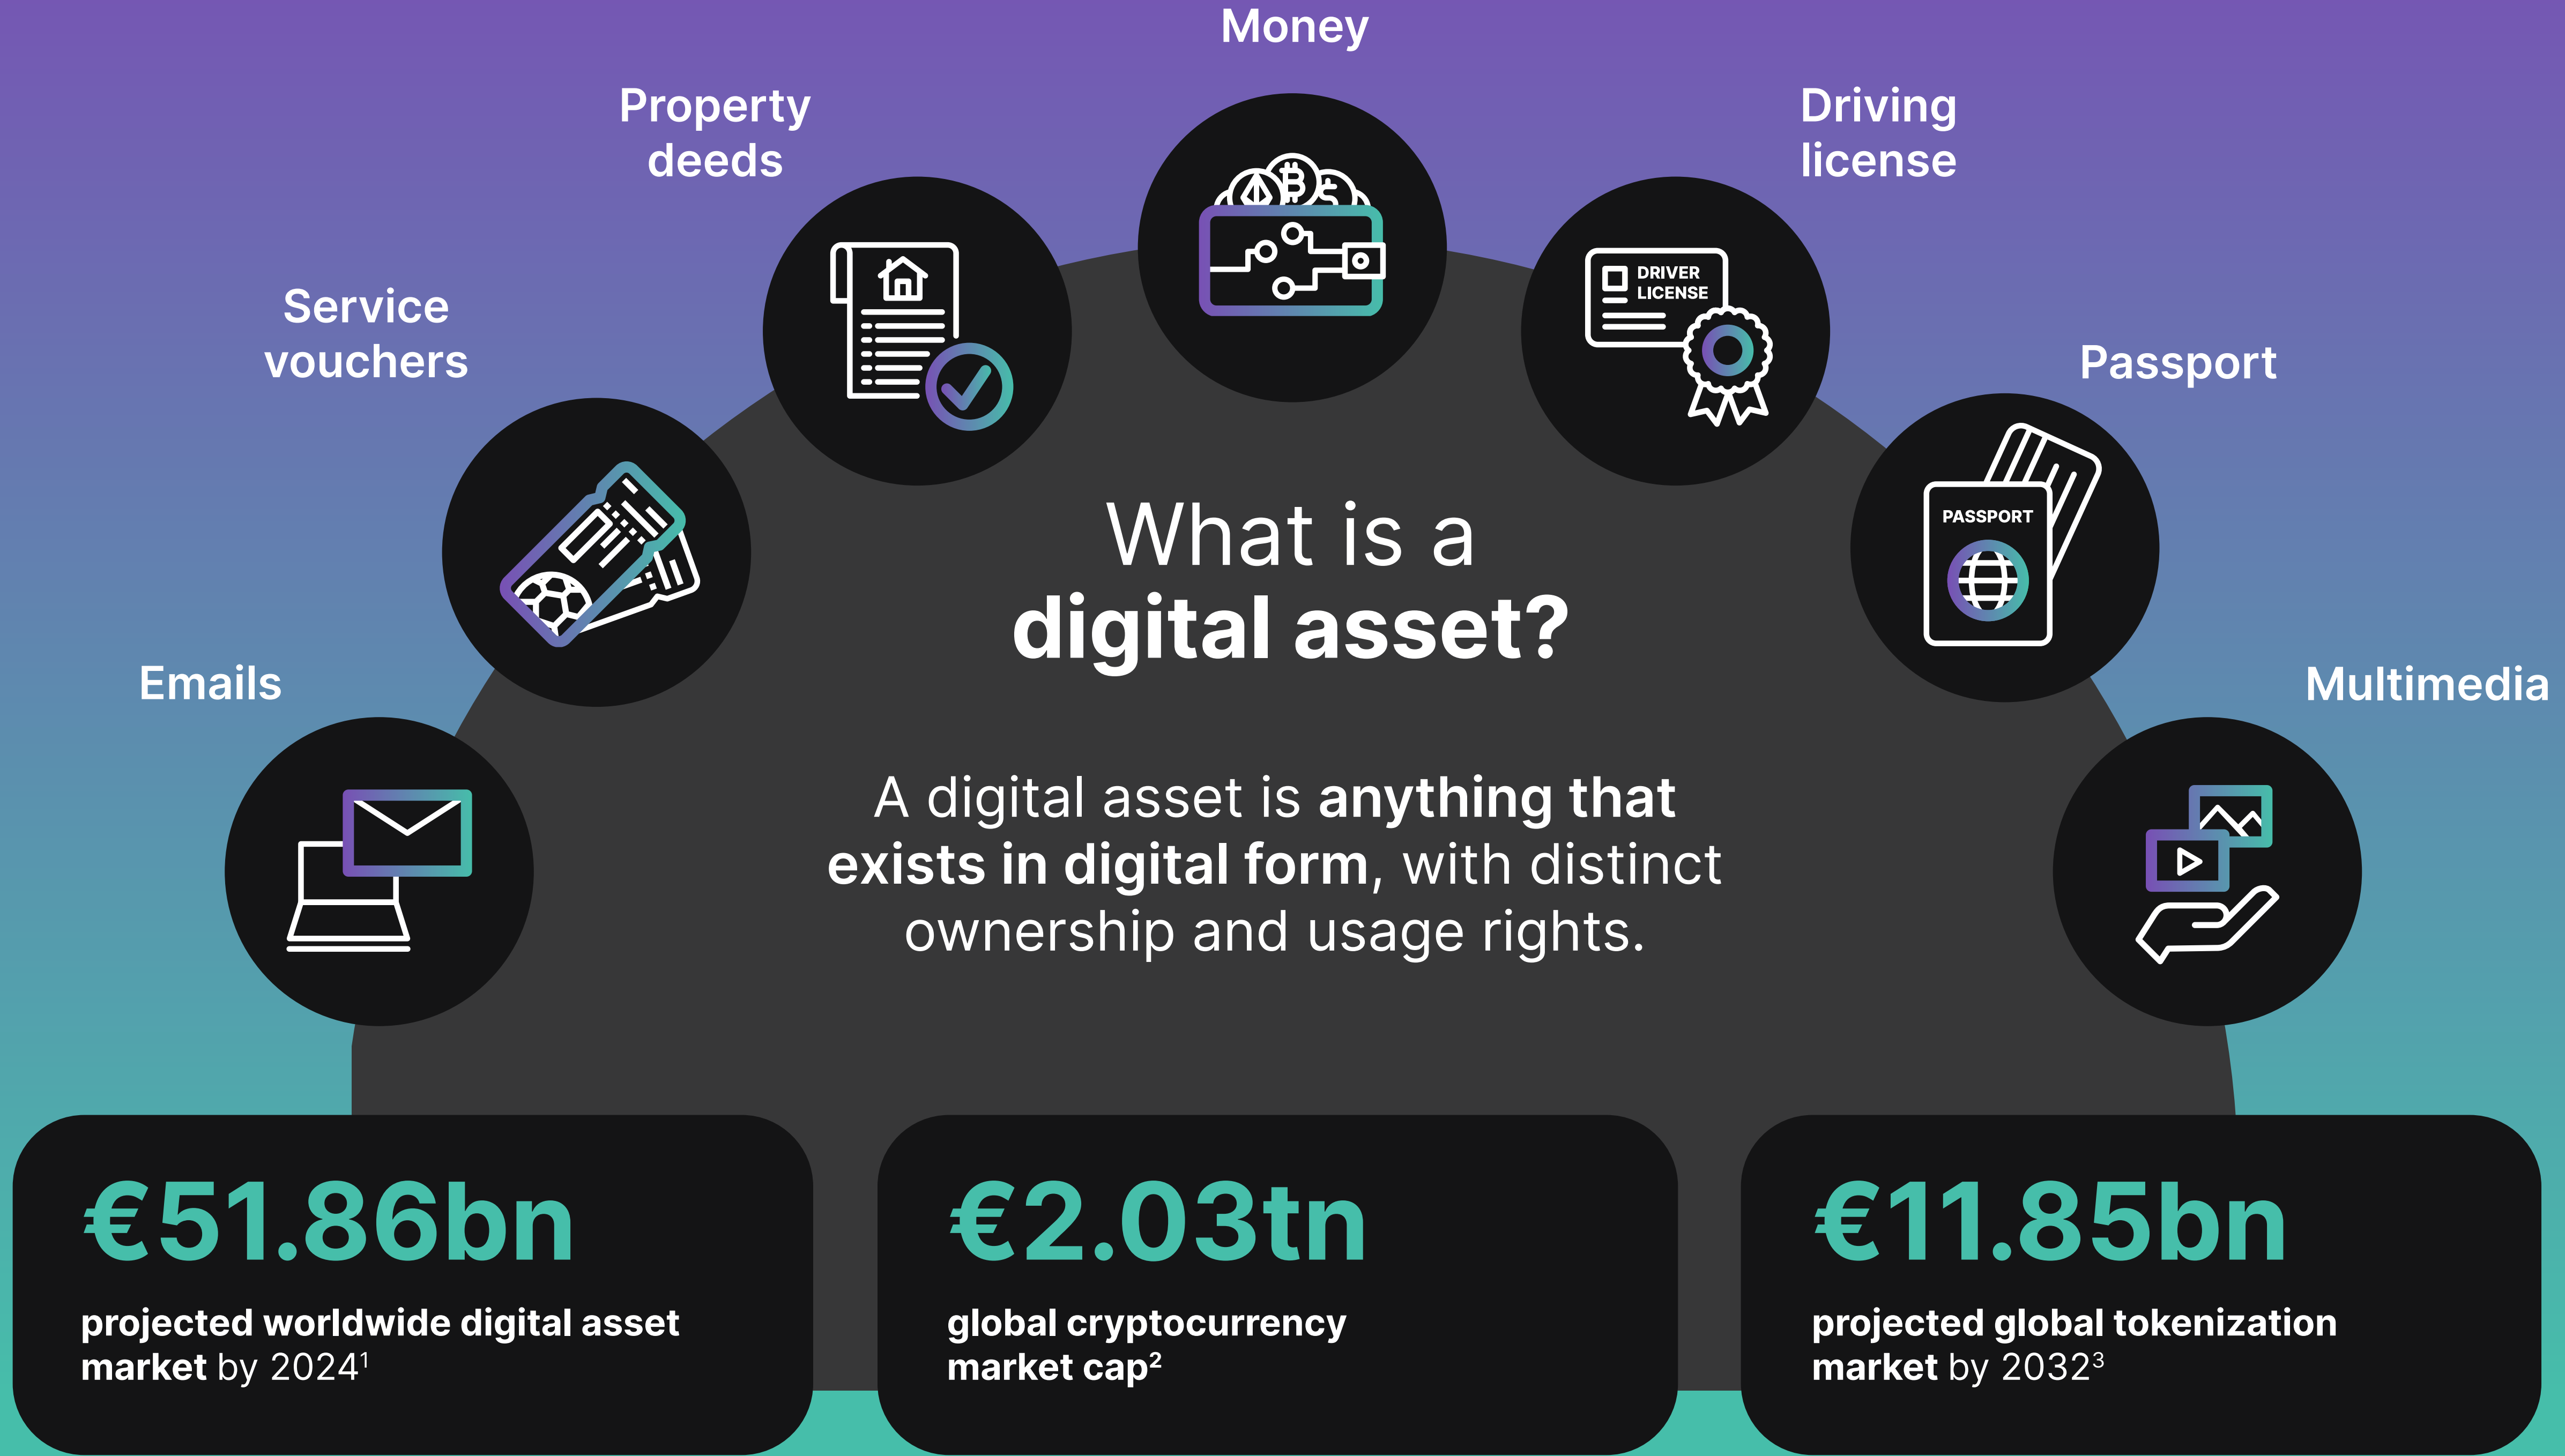 Money
Property
deeds
Driving
license
Service
vouchers
Passport
Emails
Multimedia
DRIVER
LICENSE
PASSPORT
What is a
digital asset?
A digital asset is anything that
exists in digital form, with distinct
ownership and usage rights.
€51.86bn
projected worldwide digital asset
market by 2024¹
€2.03tn
global cryptocurrency
market cap²
€11.85bn
projected global tokenization
market by 2032³